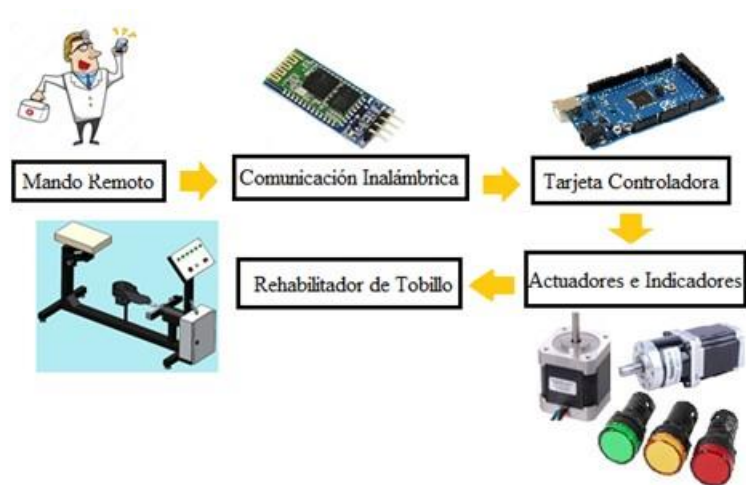 Mando Remoto
Comunicación Inalámbrica
Tarjeta Controladora
Actuadores e Indicadores
Rehabilitador de Tobillo